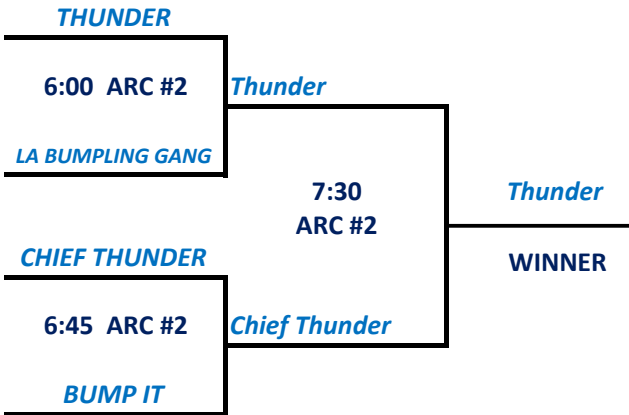 THUNDER
6:00 ARC #2
Thunder
LA BUMPLING GANG
7:30
ARC #2
Thunder
WINNER
CHIEF THUNDER
6:45 ARC #2
Chief Thunder
BUMP IT